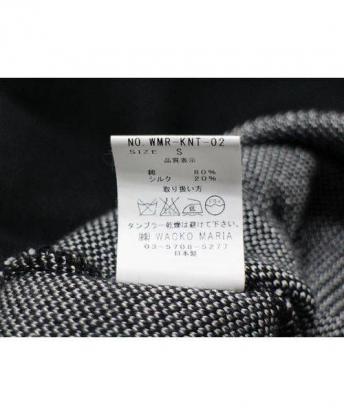 NO. WMR-KNT-02
SIZE S
品質表示
綿 80%
シルク 20%
取り扱い方
タンブラー乾燥は避けて下さい。
㈱ WACKO MARIA
03-5708-5277
日本製